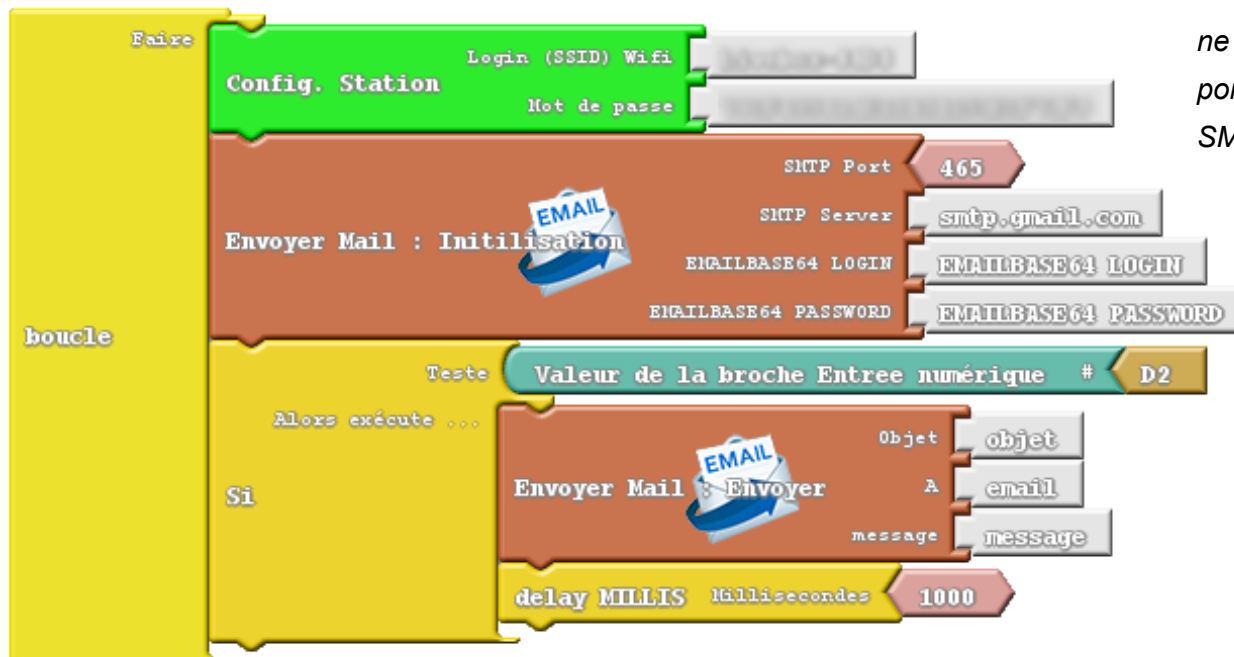 Faire
Config. Station
Login (SSID) Wifi
Mot de passe
Envoyer Mail : Initilisation
EMAIL
SMTP Port 465
SMTP Server smtp.gmail.com
EMAILBASE64 LOGIN EMAILBASE64 LOGIN
EMAILBASE64 PASSWORD EMAILBASE64 PASSWORD
boucle
Si
Teste Valeur de la broche Entree numérique # D2
Alors exécute ...
Envoyer Mail : Envoyer
EMAIL
Objet objet
A email
message message
delay MILLIS Millisecondes 1000
ne
por
SM